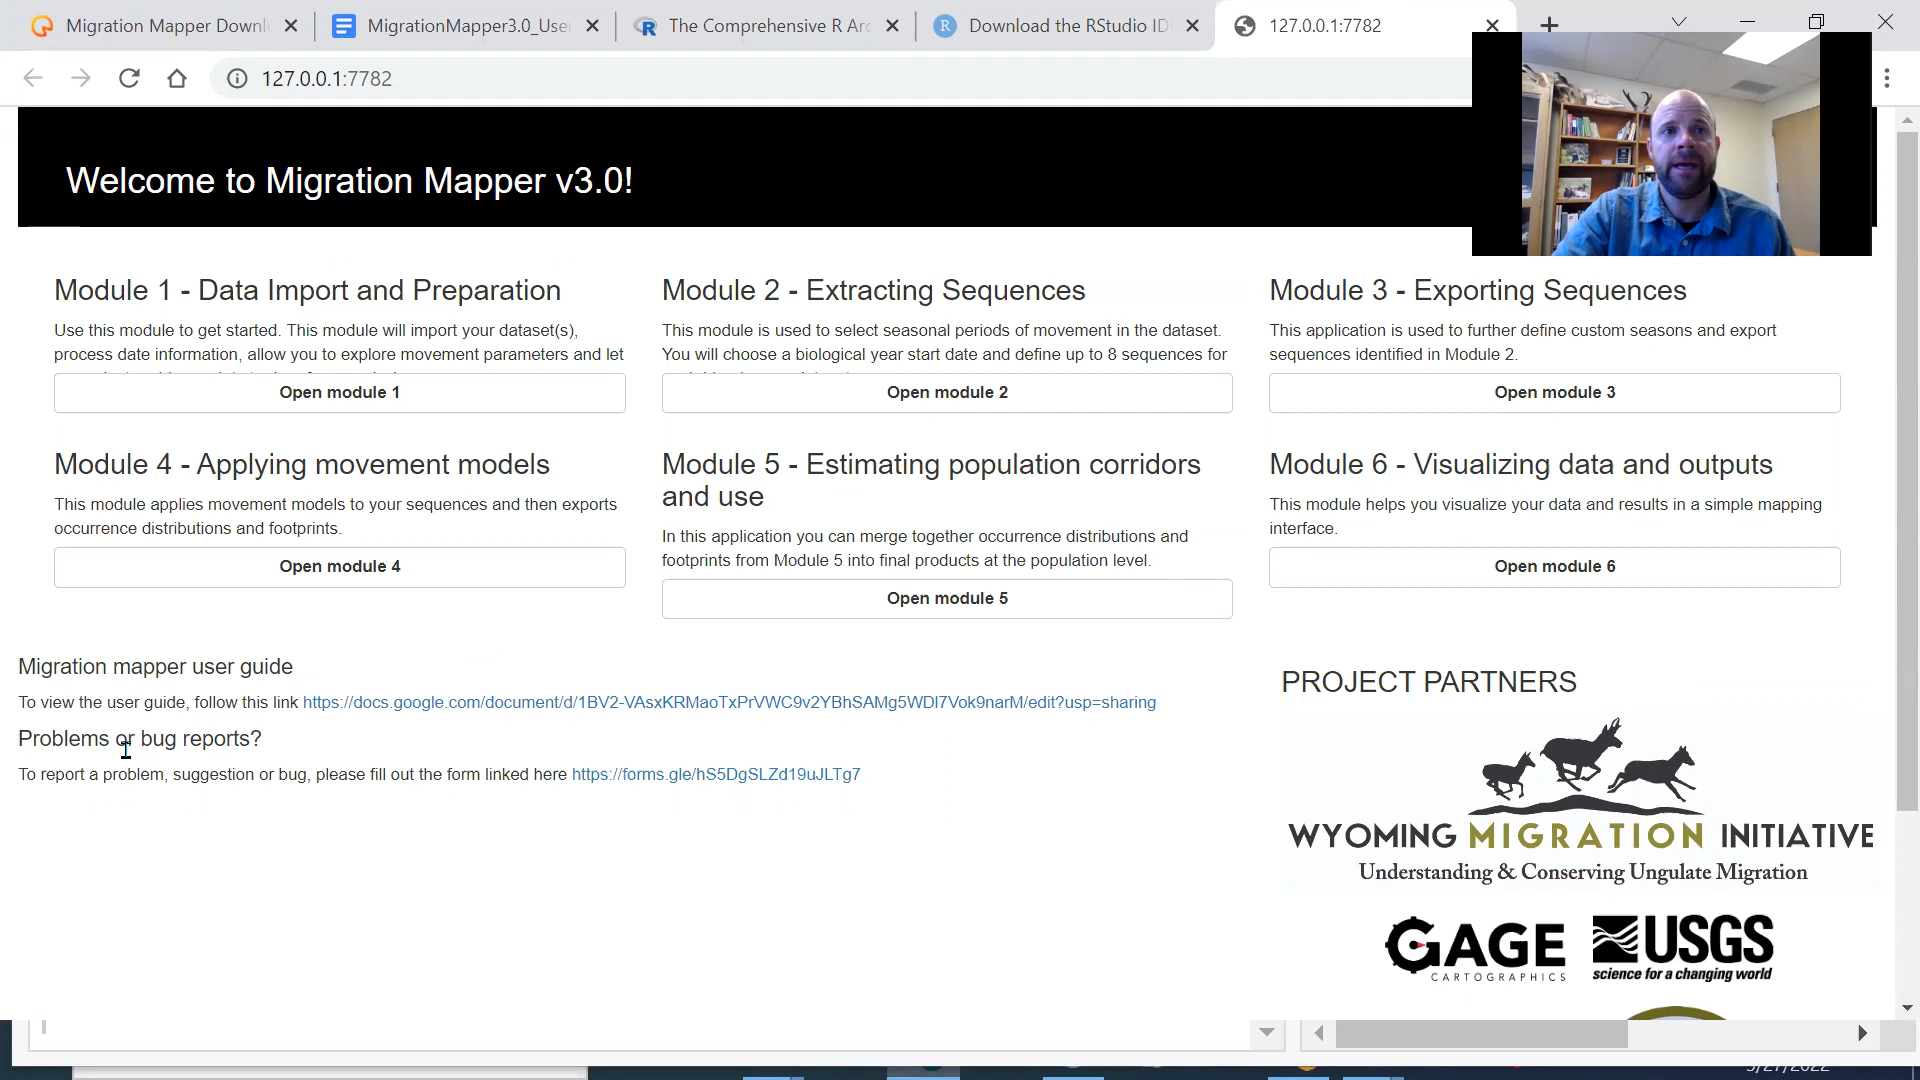 Migration Mapper Downl
MigrationMapper3.0_User
The Comprehensive R Arc
Download the RStudio ID
127.0.0.1:7782
127.0.0.1:7782
Welcome to Migration Mapper v3.0!
Module 1 - Data Import and Preparation
Use this module to get started. This module will import your dataset(s),
process date information, allow you to explore movement parameters and let
Open module 1
Module 2 - Extracting Sequences
This module is used to select seasonal periods of movement in the dataset.
You will choose a biological year start date and define up to 8 sequences for
Open module 2
Module 3 - Exporting Sequences
This application is used to further define custom seasons and export
sequences identified in Module 2.
Open module 3
Module 4 - Applying movement models
This module applies movement models to your sequences and then exports
occurrence distributions and footprints.
Open module 4
Module 5 - Estimating population corridors
and use
In this application you can merge together occurrence distributions and
footprints from Module 5 into final products at the population level.
Open module 5
Module 6 - Visualizing data and outputs
This module helps you visualize your data and results in a simple mapping
interface.
Open module 6
Migration mapper user guide
To view the user guide, follow this link https://docs.google.com/document/d/1BV2-VAsxKRMaoTxPrVWC9v2YBhSAMg5WDl7Vok9narM/edit?usp=sharing
Problems or bug reports?
To report a problem, suggestion or bug, please fill out the form linked here https://forms.gle/hS5DgSLZd19uJLTg7
PROJECT PARTNERS
WYOMING MIGRATION INITIATIVE
Understanding & Conserving Ungulate Migration
GAGE
CARTOGRAPHICS
USGS
science for a changing world